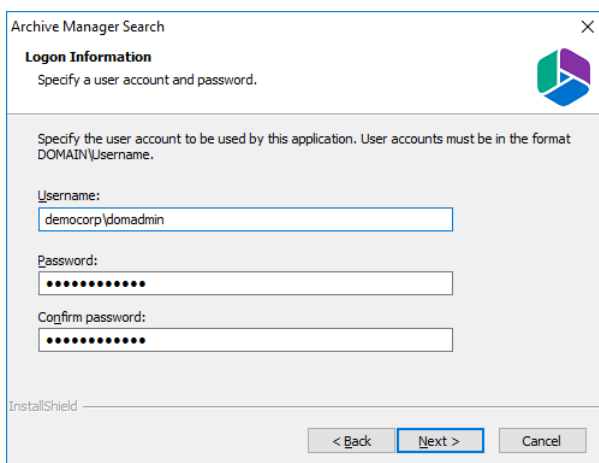 Archive Manager Search
Logon Information
Specify a user account and password.
Specify the user account to be used by this application. User accounts must be in the format
DOMAIN\Username.
Username:
democorp\domadmin
Password:
●●●●●●●●●●●●
Confirm password:
●●●●●●●●●●●●
InstallShield
< Back
Next >
Cancel